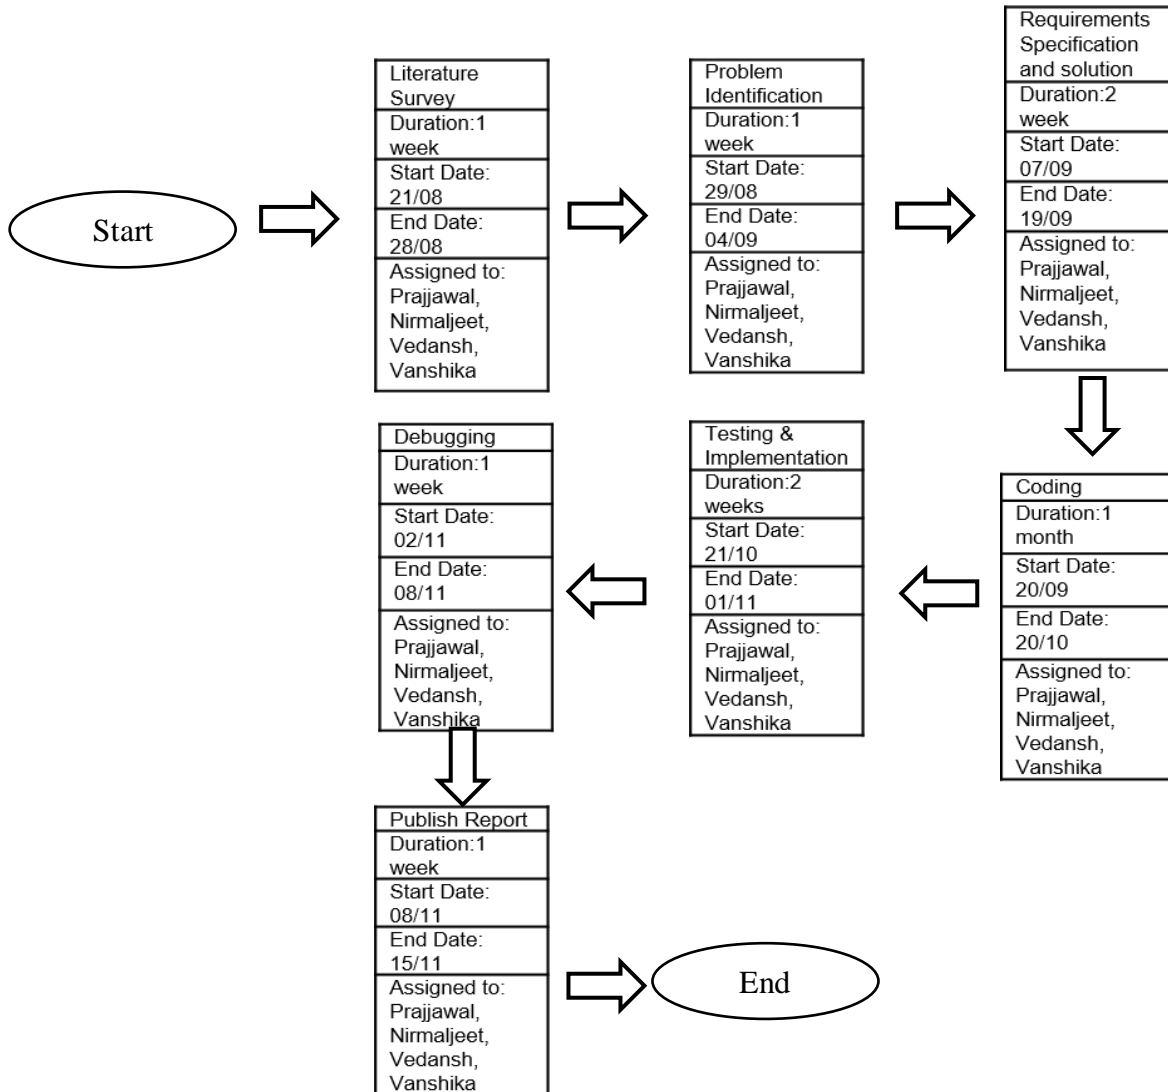 Start
Literature
Survey
Duration:1
week
Start Date:
21/08
End Date:
28/08
Assigned to:
Prajjawal,
Nirmaljeet,
Vedansh,
Vanshika
Problem
Identification
Duration:1
week
Start Date:
29/08
End Date:
04/09
Assigned to:
Prajjawal,
Nirmaljeet,
Vedansh,
Vanshika
Requirements
Specification
and solution
Duration:2
week
Start Date:
07/09
End Date:
19/09
Assigned to:
Prajjawal,
Nirmaljeet,
Vedansh,
Vanshika
Coding
Duration:1
month
Start Date:
20/09
End Date:
20/10
Assigned to:
Prajjawal,
Nirmaljeet,
Vedansh,
Vanshika
Testing &
Implementation
Duration:2
weeks
Start Date:
21/10
End Date:
01/11
Assigned to:
Prajjawal,
Nirmaljeet,
Vedansh,
Vanshika
Debugging
Duration:1
week
Start Date:
02/11
End Date:
08/11
Assigned to:
Prajjawal,
Nirmaljeet,
Vedansh,
Vanshika
Publish Report
Duration:1
week
Start Date:
08/11
End Date:
15/11
Assigned to:
Prajjawal,
Nirmaljeet,
Vedansh,
Vanshika
End